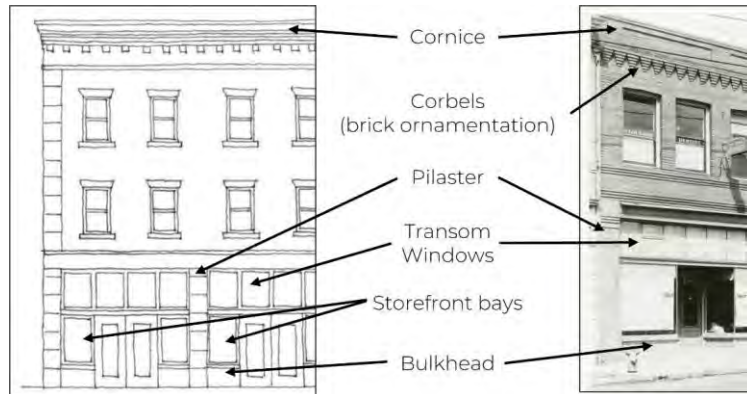 Cornice
Corbels
(brick ornamentation)
Pilaster
Transom
Windows
Storefront bays
Bulkhead